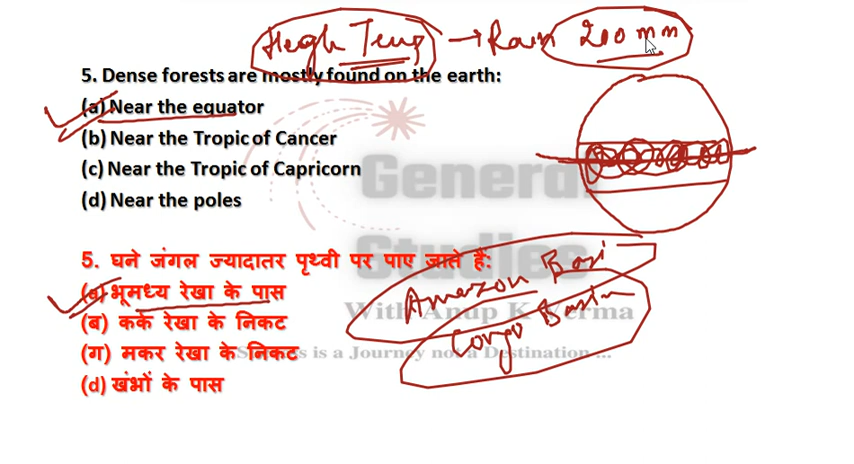 High Temp → Rain 200 mm
5. Dense forests are mostly found on the earth:
(a) Near the equator
(b) Near the Tropic of Cancer
(c) Near the Tropic of Capricorn
(d) Near the poles
General
Studies
With Anup K Verma
is a Journey not a Destination ...
5. घने जंगल ज्यादातर पृथ्वी पर पाए जाते हैं:
(a) भूमध्य रेखा के पास
(ब) कर्क रेखा के निकट
(ग) मकर रेखा के निकट
(d) खंभों के पास
Amazon Basi
Congo Basin